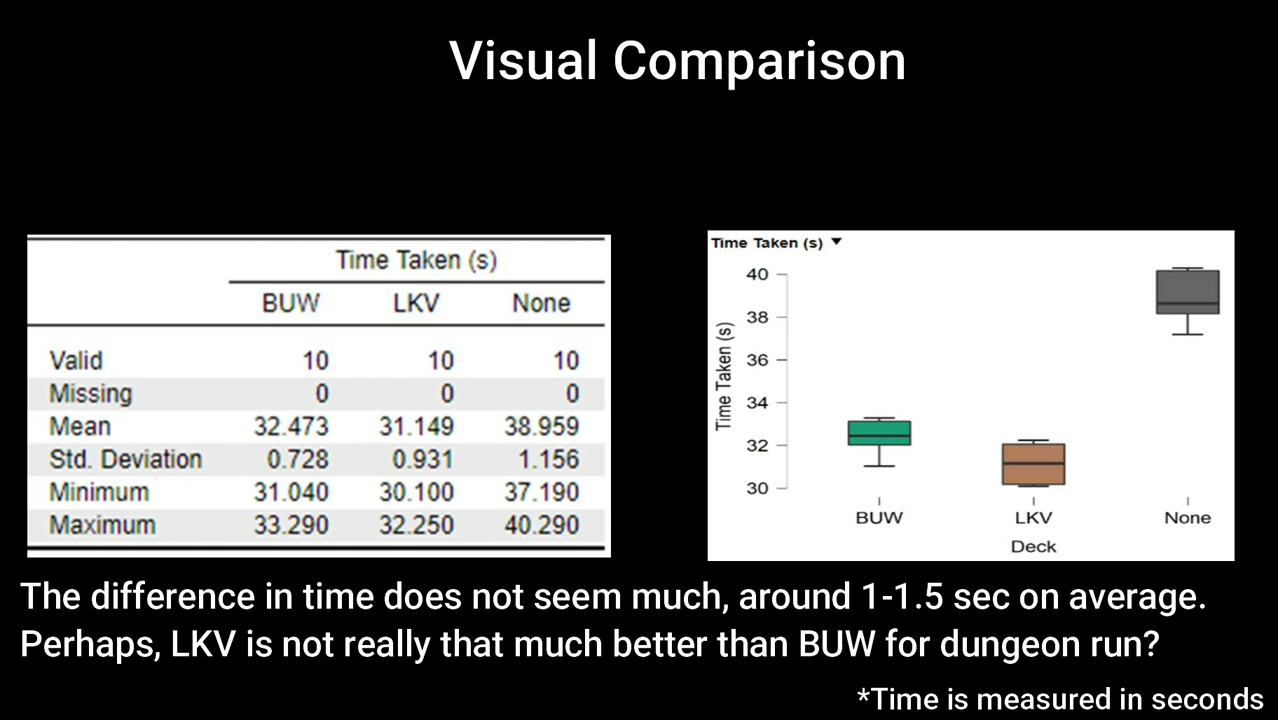 Visual Comparison
Time Taken (s)
BUW LKV None
Valid 10 10 10
Missing 0 0 0
Mean 32.473 31.149 38.959
Std. Deviation 0.728 0.931 1.156
Minimum 31.040 30.100 37.190
Maximum 33.290 32.250 40.290
Time Taken (s) ▼
Time Taken (s)
40
38
36
34
32
30
BUW LKV None
Deck
The difference in time does not seem much, around 1-1.5 sec on average.
Perhaps, LKV is not really that much better than BUW for dungeon run?
*Time is measured in seconds